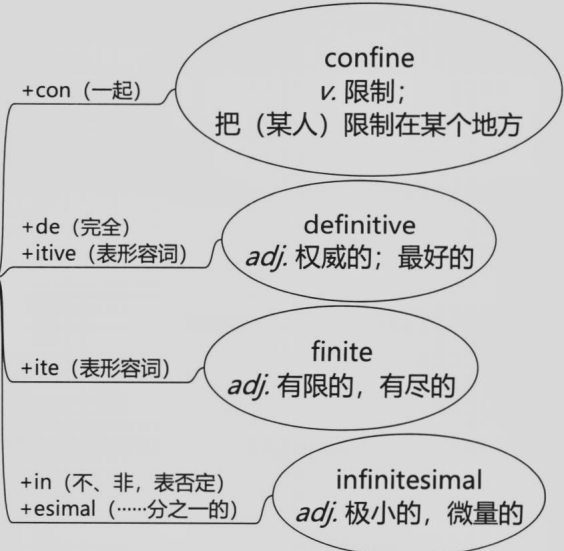 +con（一起）
confine
v. 限制；
把（某人）限制在某个地方
+de（完全）
+itive（表形容词）
definitive
adj. 权威的；最好的
+ite（表形容词）
finite
adj. 有限的，有尽的
+in（不、非，表否定）
+esimal（……分之一的）
infinitesimal
adj. 极小的，微量的